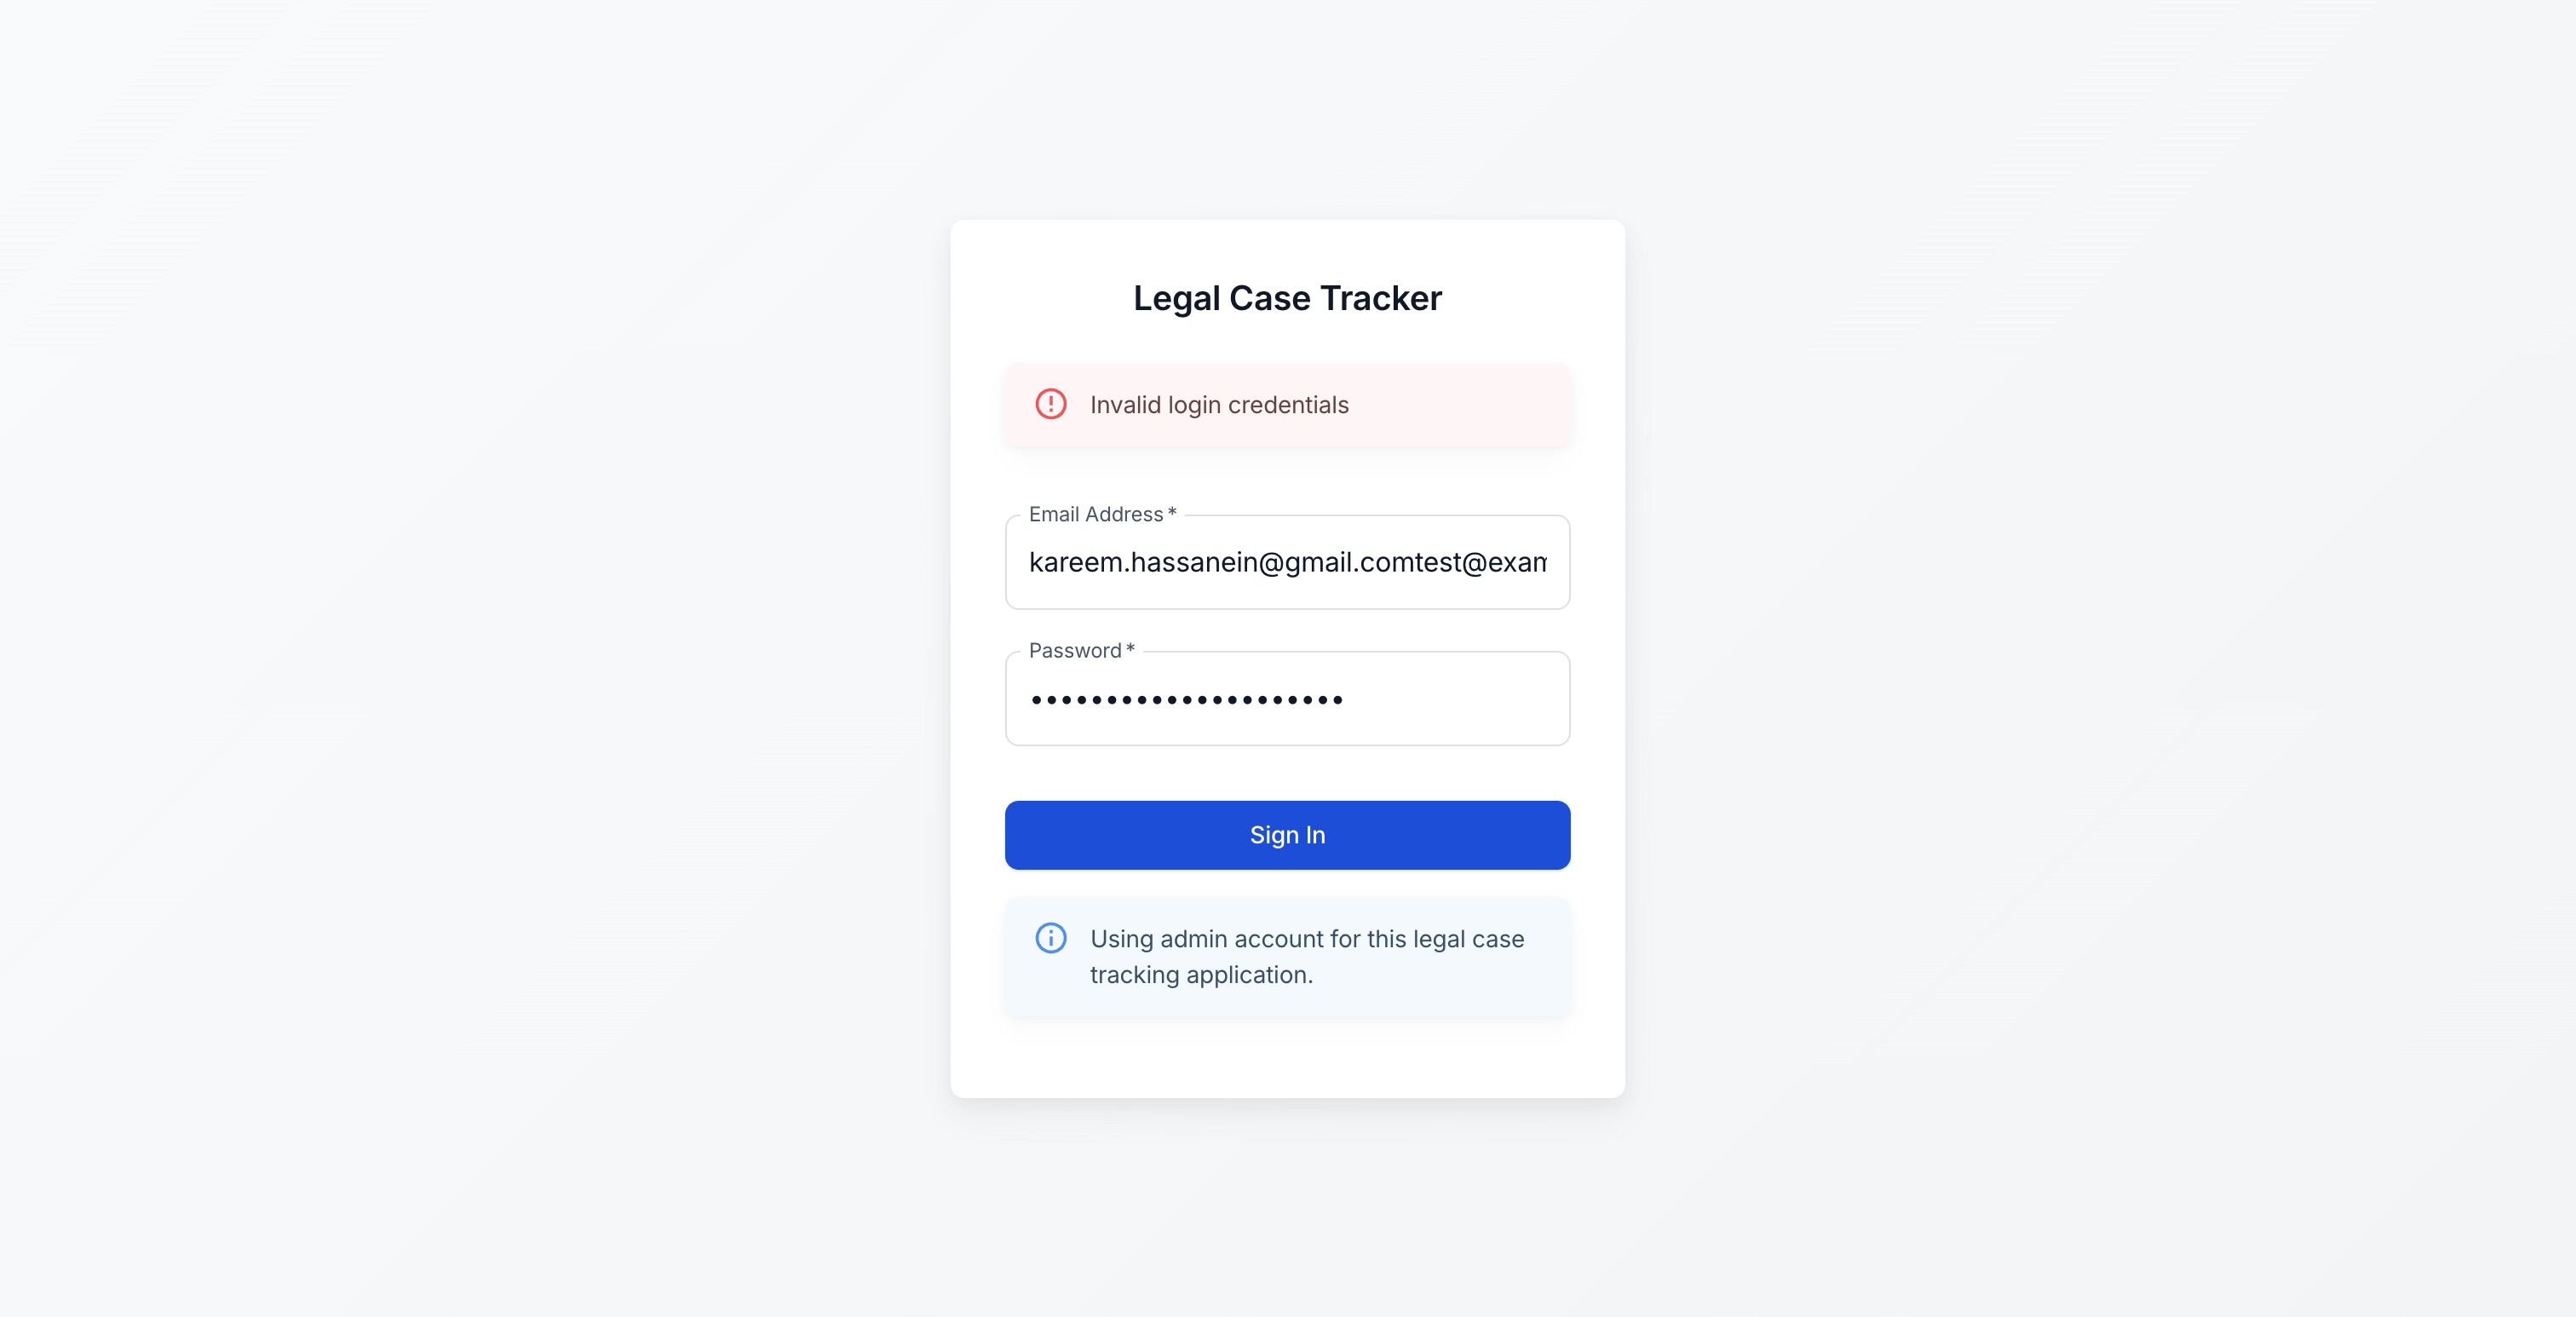 Legal Case Tracker
Invalid login credentials
Email Address *
kareem.hassanein@gmail.comtest@exam
Password *
•••••••••••••••••••••
Sign In
Using admin account for this legal case
tracking application.